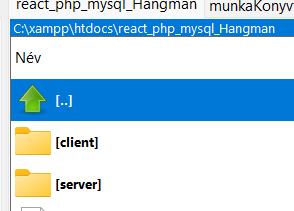 react_php_mysql_Hangman munkaKonyv
C:\xampp\htdocs\react_php_mysql_Hangman
Név
[..]
[client]
[server]